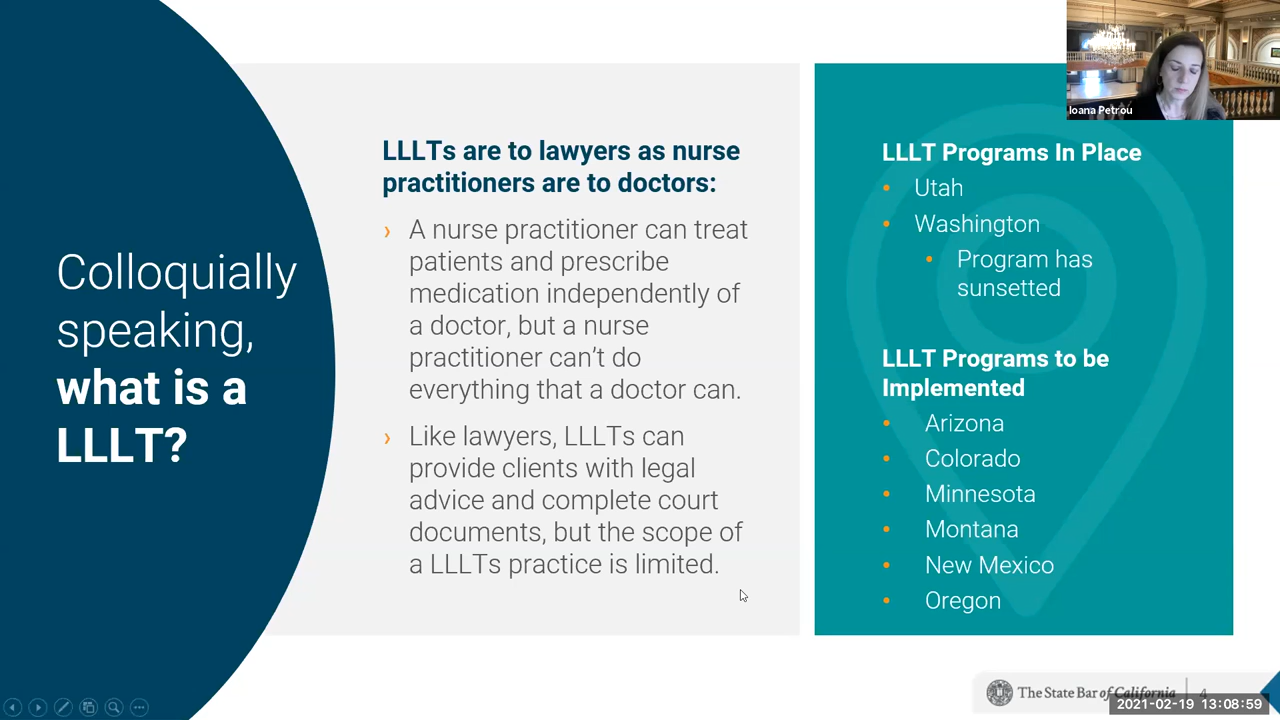 Colloquially
speaking,
what is a
LLLT?
LLLTs are to lawyers as nurse
practitioners are to doctors:
› A nurse practitioner can treat
patients and prescribe
medication independently of
a doctor, but a nurse
practitioner can’t do
everything that a doctor can.
› Like lawyers, LLLTs can
provide clients with legal
advice and complete court
documents, but the scope of
a LLLTs practice is limited.
LLLT Programs In Place
• Utah
• Washington
• Program has
sunsetted
LLLT Programs to be
Implemented
• Arizona
• Colorado
• Minnesota
• Montana
• New Mexico
• Oregon
Ioana Petrou
The State Bar of California
4
2021-02-19 13:08:59